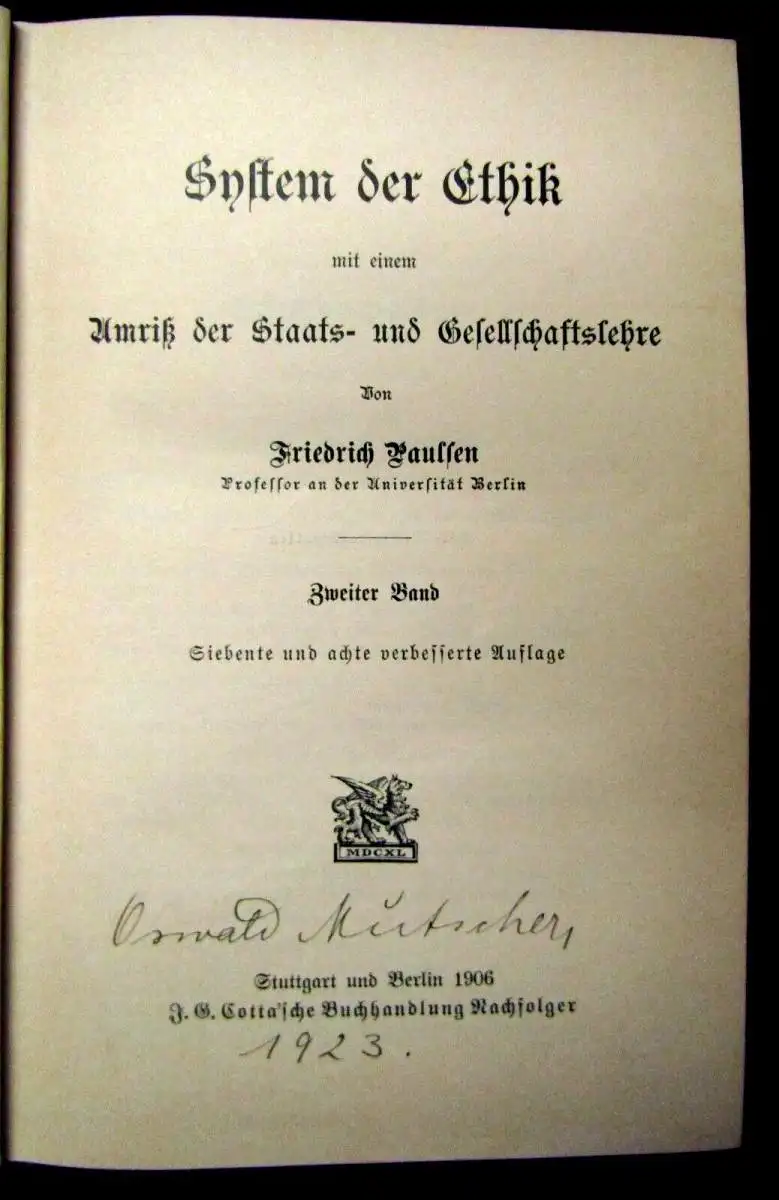 System der Ethik
mit einem
Umriß der Staats- und Gesellschaftslehre
Von
Friedrich Paulsen
Professor an der Universität Berlin
Zweiter Band
Siebente und achte verbesserte Auflage
MDCXL
Oswald
Stuttgart und Berlin 1906
J. G. Cotta'sche Buchhandlung Nachfolger
1923.